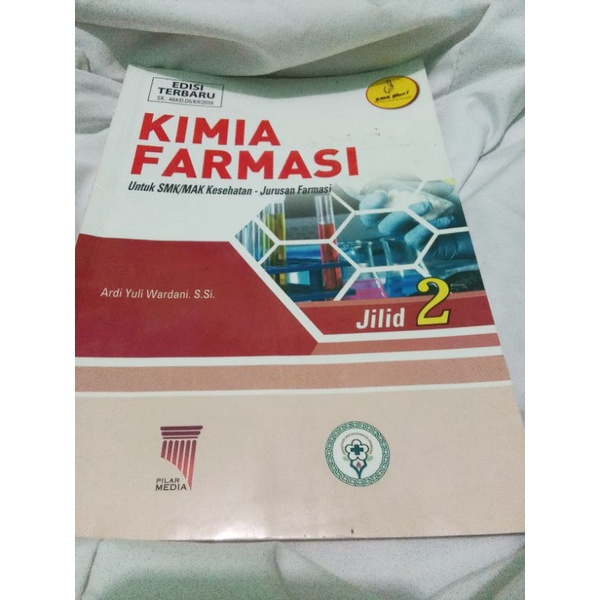 EDISI
TERBARU
KIMIA
FARMASI
Untuk SMK/MAK Kesehatan - Jurusan Farmasi
Ardi Yuli Wardani. S.Si.
Jilid 2
PILAR
MEDIA